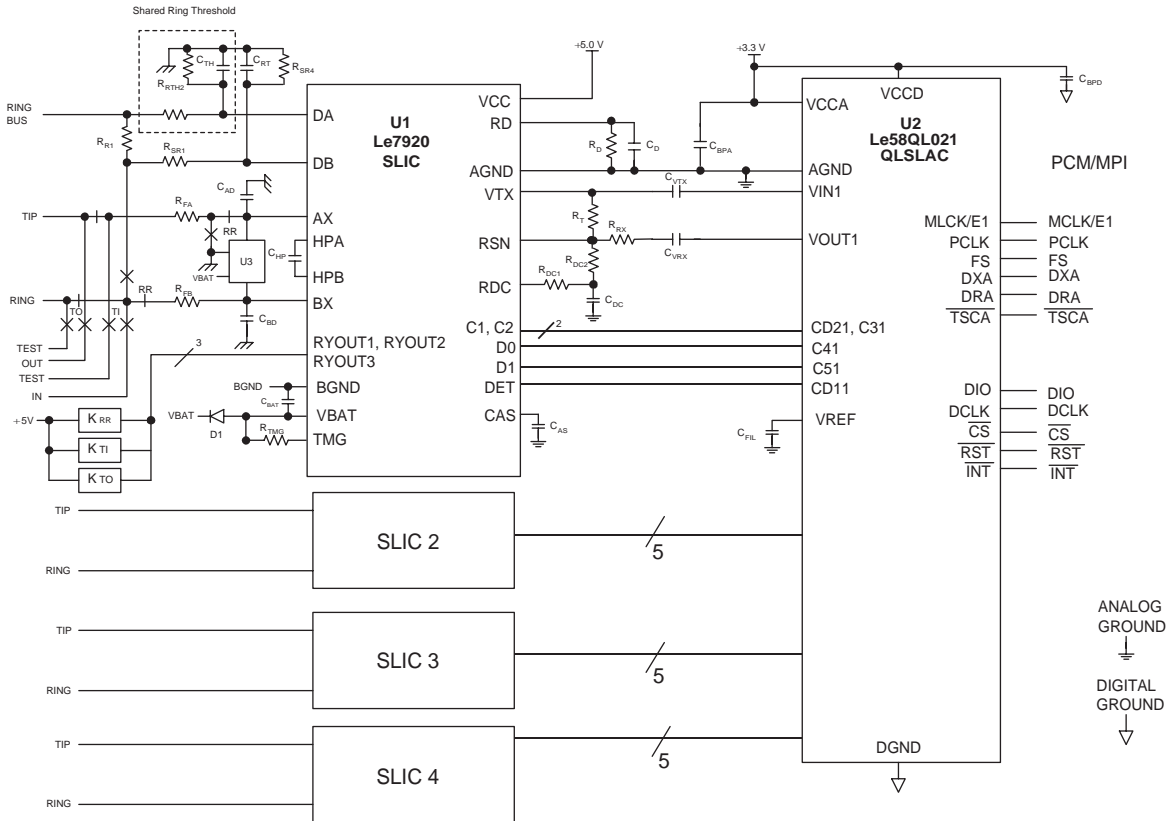 Shared Ring Threshold
C_TH
C_RT
R_SR4
R_RTH2
RING
BUS
R_R1
R_SR1
C_AD
TIP
R_FA
RR
C_HP
U3
VBAT
RING
RR
R_FB
TO
TI
C_BD
TEST
OUT
TEST
IN
3
+5V
K RR
K TI
K TO
BGND
C_BAT
VBAT
D1
R_TMG
U1
Le7920
SLIC
DA
DB
AX
HPA
HPB
BX
RYOUT1, RYOUT2
RYOUT3
BGND
VBAT
TMG
VCC
RD
AGND
VTX
RSN
RDC
C1, C2
D0
D1
DET
CAS
+5.0 V
R_D
C_D
C_BPA
C_VTX
R_T
R_RX
C_VRX
R_DC2
R_DC1
C_DC
2
C_AS
C_FIL
+3.3 V
C_BPD
VCCD
VCCA
U2
Le58QL021
QLSLAC
AGND
VIN1
VOUT1
CD21, C31
C41
C51
CD11
VREF
MLCK/E1
PCLK
FS
DXA
DRA
TSCA
DIO
DCLK
CS
RST
INT
DGND
PCM/MPI
MCLK/E1
PCLK
FS
DXA
DRA
TSCA
DIO
DCLK
CS
RST
INT
TIP
RING
SLIC 2
5
TIP
RING
SLIC 3
5
TIP
RING
SLIC 4
5
ANALOG
GROUND
DIGITAL
GROUND